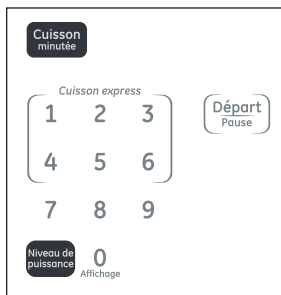 Cuisson
minutée
Cuisson express
1 2 3
Départ
Pause
4 5 6
7 8 9
Niveau de
puissance
0
Affichage